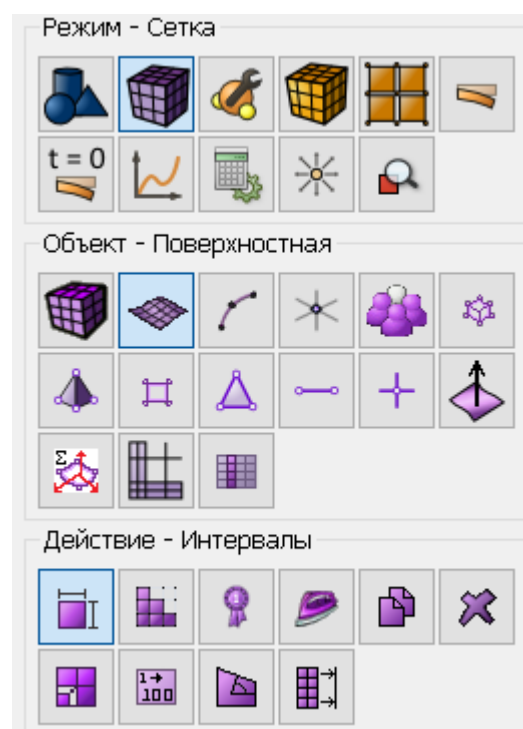 Режим - Сетка
t = 0
Объект - Поверхностная
Σ
Действие - Интервалы
1→
100